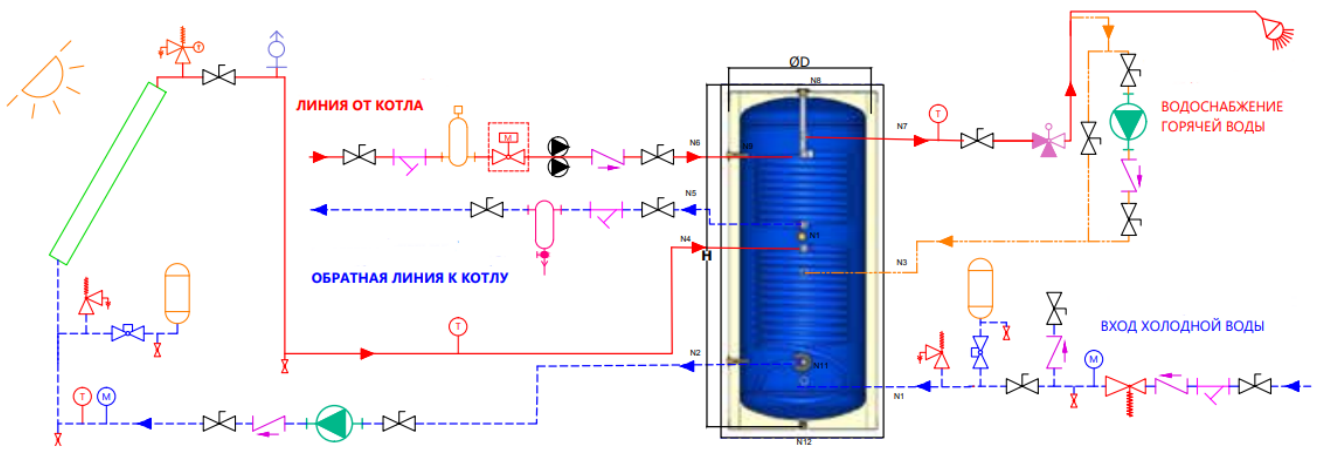 ØD
N8
ЛИНИЯ ОТ КОТЛА
T
M
N6
N9
N7
T
ВОДОСНАБЖЕНИЕ
ГОРЯЧЕЙ ВОДЫ
N5
N1
N4
H
N3
ОБРАТНАЯ ЛИНИЯ К КОТЛУ
T
ВХОД ХОЛОДНОЙ ВОДЫ
N2
N11
M
N1
T
M
N12